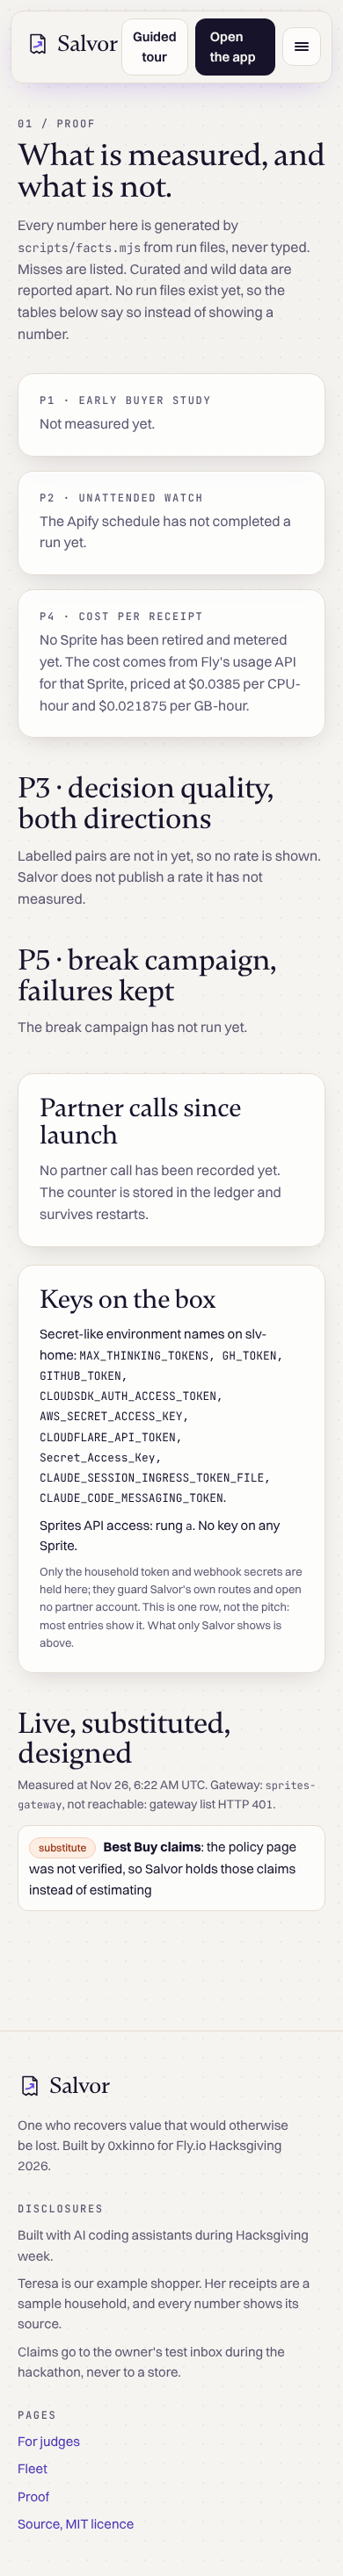 Salvor
Guided
tour
Open
the app
01 / PROOF
What is measured, and
what is not.
Every number here is generated by
scripts/facts.mjs from run files, never typed.
Misses are listed. Curated and wild data are
reported apart. No run files exist yet, so the
tables below say so instead of showing a
number.
P1 · EARLY BUYER STUDY
Not measured yet.
P2 · UNATTENDED WATCH
The Apify schedule has not completed a
run yet.
P4 · COST PER RECEIPT
No Sprite has been retired and metered
yet. The cost comes from Fly's usage API
for that Sprite, priced at $0.0385 per CPU-
hour and $0.021875 per GB-hour.
P3 · decision quality,
both directions
Labelled pairs are not in yet, so no rate is shown.
Salvor does not publish a rate it has not
measured.
P5 · break campaign,
failures kept
The break campaign has not run yet.
Partner calls since
launch
No partner call has been recorded yet.
The counter is stored in the ledger and
survives restarts.
Keys on the box
Secret-like environment names on slv-
home: MAX_THINKING_TOKENS, GH_TOKEN,
GITHUB_TOKEN,
CLOUDSDK_AUTH_ACCESS_TOKEN,
AWS_SECRET_ACCESS_KEY,
CLOUDFLARE_API_TOKEN,
Secret_Access_Key,
CLAUDE_SESSION_INGRESS_TOKEN_FILE,
CLAUDE_CODE_MESSAGING_TOKEN.
Sprites API access: rung a. No key on any
Sprite.
Only the household token and webhook secrets are
held here; they guard Salvor's own routes and open
no partner account. This is one row, not the pitch:
most entries show it. What only Salvor shows is
above.
Live, substituted,
designed
Measured at Nov 26, 6:22 AM UTC. Gateway: sprites-
gateway, not reachable: gateway list HTTP 401.
substitute Best Buy claims: the policy page
was not verified, so Salvor holds those claims
instead of estimating
Salvor
One who recovers value that would otherwise
be lost. Built by 0xkinno for Fly.io Hacksgiving
2026.
DISCLOSURES
Built with AI coding assistants during Hacksgiving
week.
Teresa is our example shopper. Her receipts are a
sample household, and every number shows its
source.
Claims go to the owner's test inbox during the
hackathon, never to a store.
PAGES
For judges
Fleet
Proof
Source, MIT licence